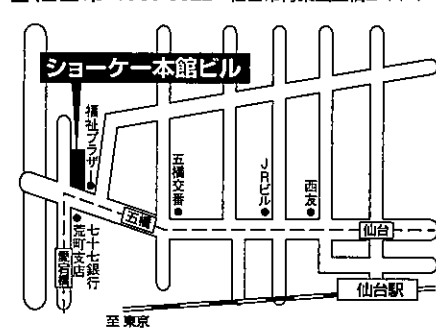 ショーケー本館ビル
福祉プラザ
五橋交番
JRビル
西友
五橋
仙台
七十七銀行
荒町支店
愛宕橋
仙台駅
至 東京